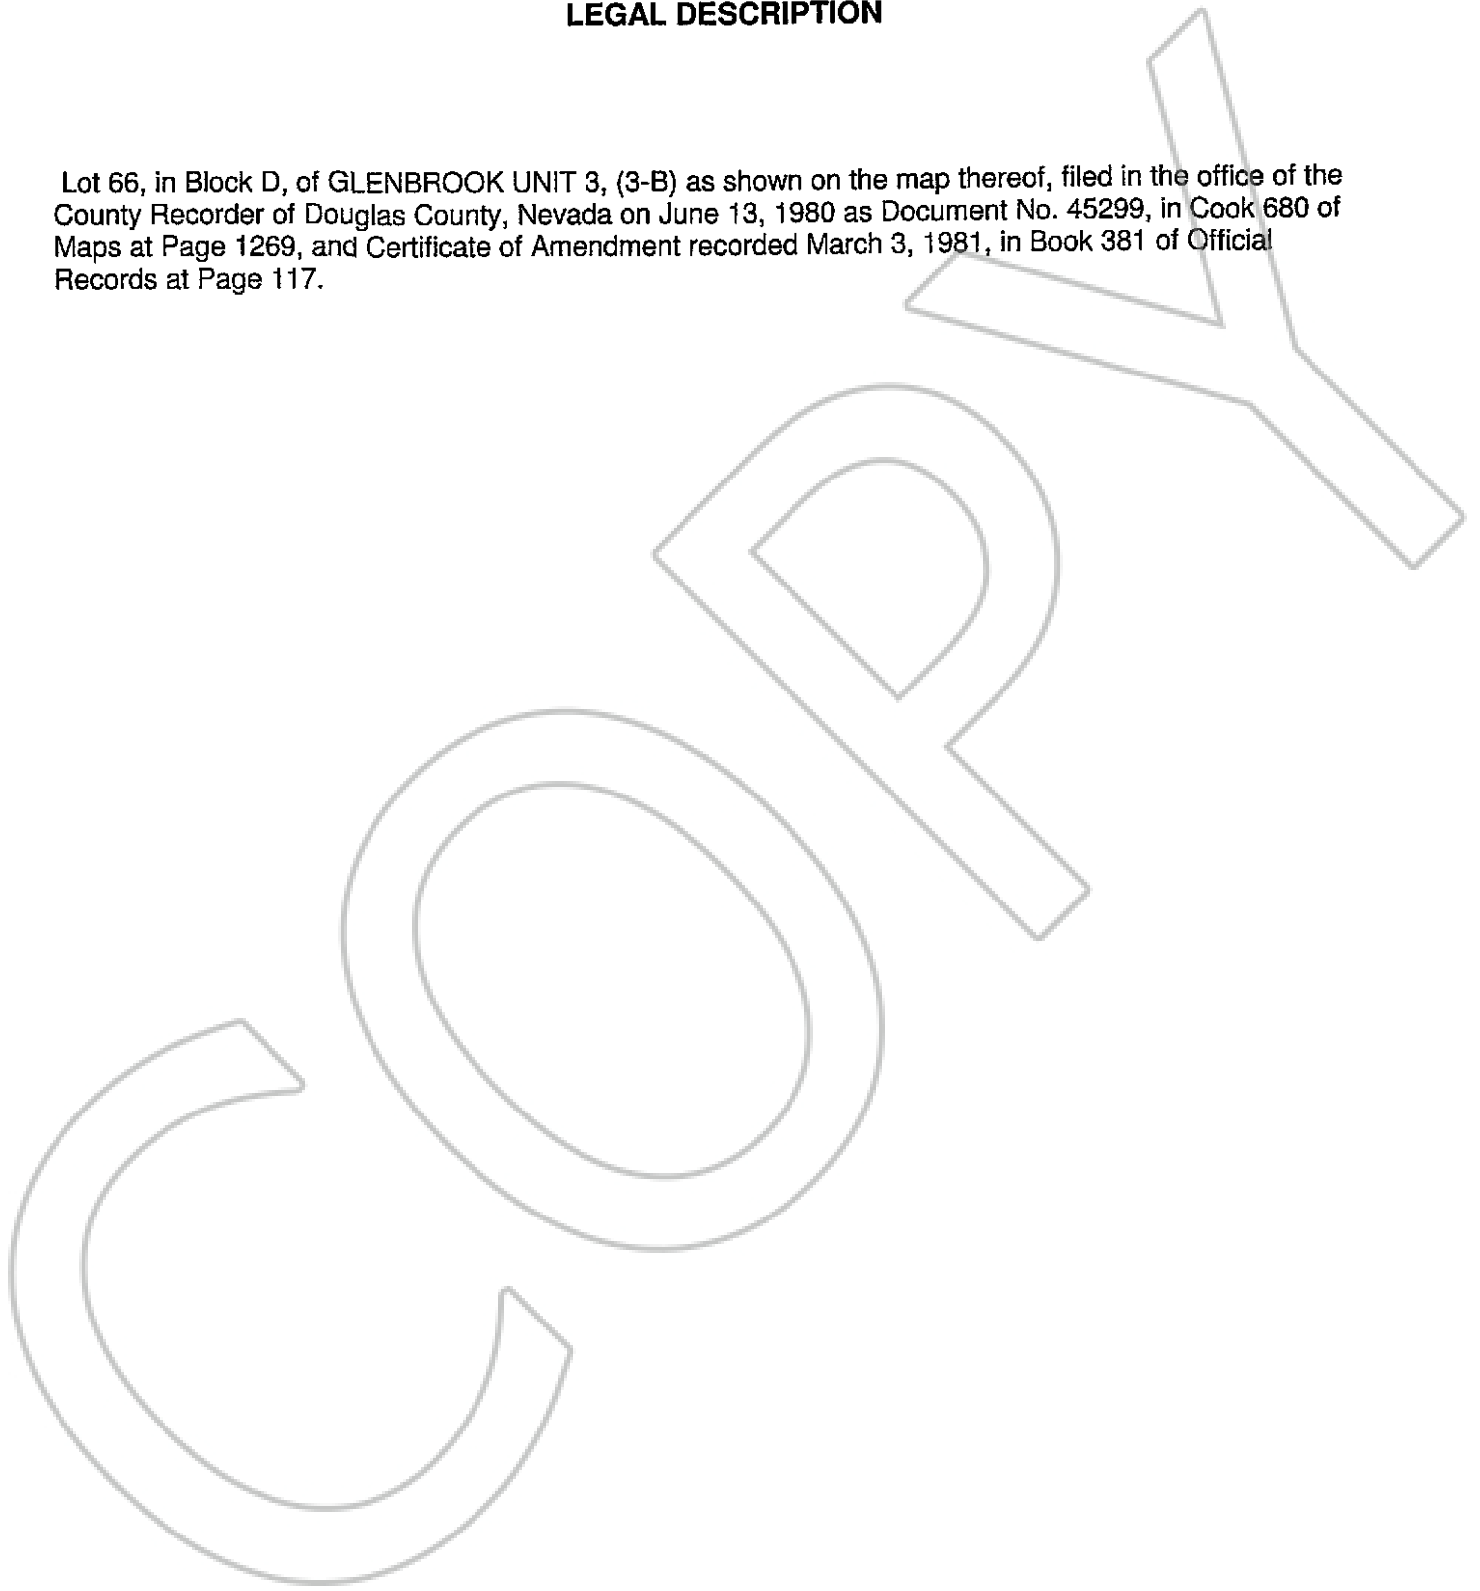 LEGAL DESCRIPTION
Lot 66, in Block D, of GLENBROOK UNIT 3, (3-B) as shown on the map thereof, filed in the office of the
County Recorder of Douglas County, Nevada on June 13, 1980 as Document No. 45299, in Cook 680 of
Maps at Page 1269, and Certificate of Amendment recorded March 3, 1981, in Book 381 of Official
Records at Page 117.
COPY